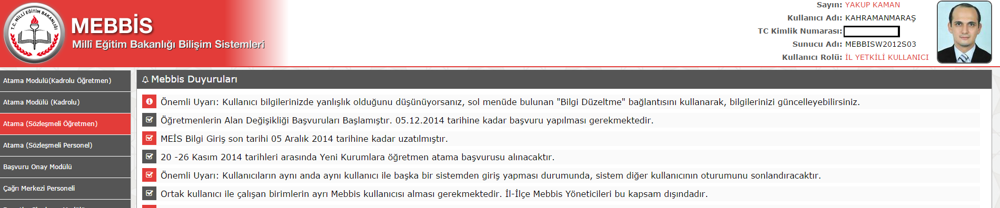 T.C. MİLLİ EĞİTİM BAKANLIĞI
MEBBİS
Millî Eğitim Bakanlığı Bilişim Sistemleri
Sayın: YAKUP KAMAN
Kullanıcı Adı: KAHRAMANMARAŞ
TC Kimlik Numarası:
Sunucu Adı: MEBBISW2012S03
Kullanıcı Rolü: İL YETKİLİ KULLANICI
Atama Modulü(Kadrolu Öğretmen)
Atama Modülü (Kadrolu)
Atama (Sözleşmeli Öğretmen)
Atama (Sözleşmeli Personel)
Başvuru Onay Modülü
Çağrı Merkezi Personeli
Mebbis Duyuruları
Önemli Uyarı: Kullanıcı bilgilerinizde yanlışlık olduğunu düşünüyorsanız, sol menüde bulunan "Bilgi Düzeltme" bağlantısını kullanarak, bilgilerinizi güncelleyebilirsiniz.
Öğretmenlerin Alan Değişikliği Başvuruları Başlamıştır. 05.12.2014 tarihine kadar başvuru yapılması gerekmektedir.
MEİS Bilgi Giriş son tarihi 05 Aralık 2014 tarihine kadar uzatılmıştır.
20 -26 Kasım 2014 tarihleri arasında Yeni Kurumlara öğretmen atama başvurusu alınacaktır.
Önemli Uyarı: Kullanıcıların aynı anda aynı kullanıcı ile başka bir sistemden giriş yapması durumunda, sistem diğer kullanıcının oturumunu sonlandıracaktır.
Ortak kullanıcı ile çalışan birimlerin ayrı Mebbis kullanıcısı alması gerekmektedir. İl-İlçe Mebbis Yöneticileri bu kapsam dışındadır.